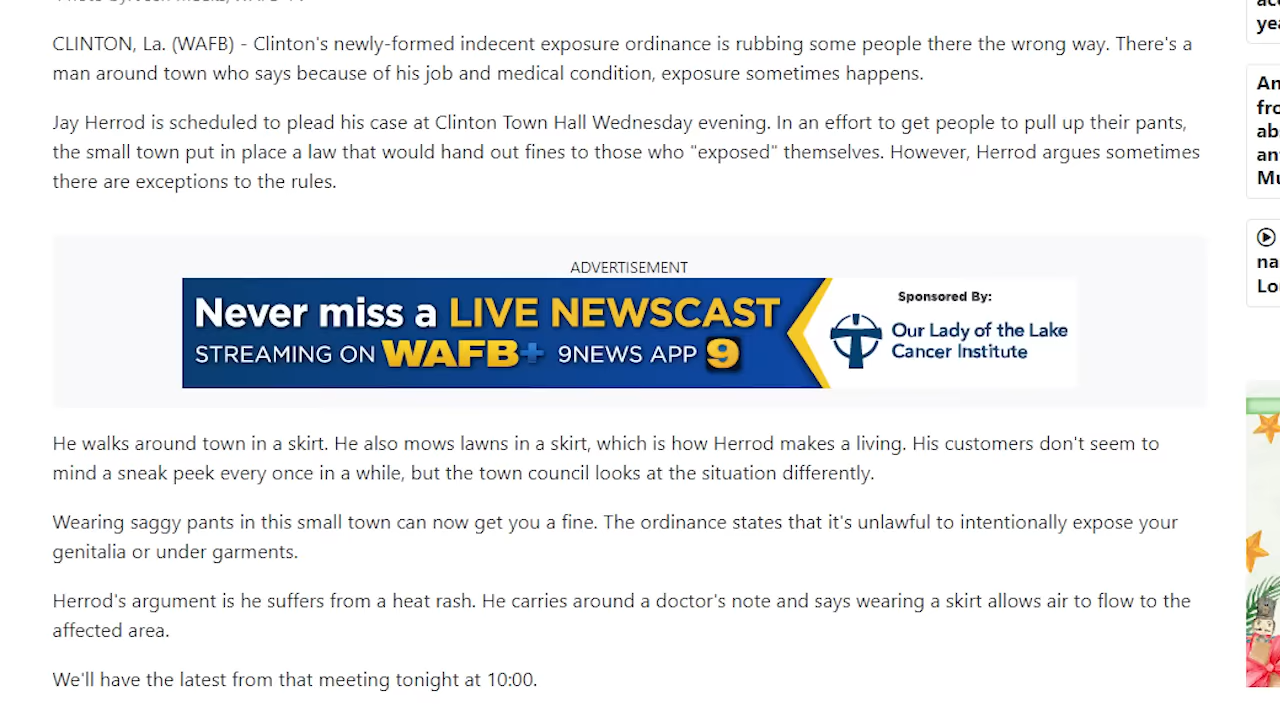 CLINTON, La. (WAFB) - Clinton's newly-formed indecent exposure ordinance is rubbing some people there the wrong way. There's a
man around town who says because of his job and medical condition, exposure sometimes happens.
Jay Herrod is scheduled to plead his case at Clinton Town Hall Wednesday evening. In an effort to get people to pull up their pants,
the small town put in place a law that would hand out fines to those who "exposed" themselves. However, Herrod argues sometimes
there are exceptions to the rules.
ADVERTISEMENT
Never miss a LIVE NEWSCAST
STREAMING ON WAFB+ 9NEWS APP 9
Sponsored By:
Our Lady of the Lake
Cancer Institute
He walks around town in a skirt. He also mows lawns in a skirt, which is how Herrod makes a living. His customers don't seem to
mind a sneak peek every once in a while, but the town council looks at the situation differently.
Wearing saggy pants in this small town can now get you a fine. The ordinance states that it's unlawful to intentionally expose your
genitalia or under garments.
Herrod's argument is he suffers from a heat rash. He carries around a doctor's note and says wearing a skirt allows air to flow to the
affected area.
We'll have the latest from that meeting tonight at 10:00.